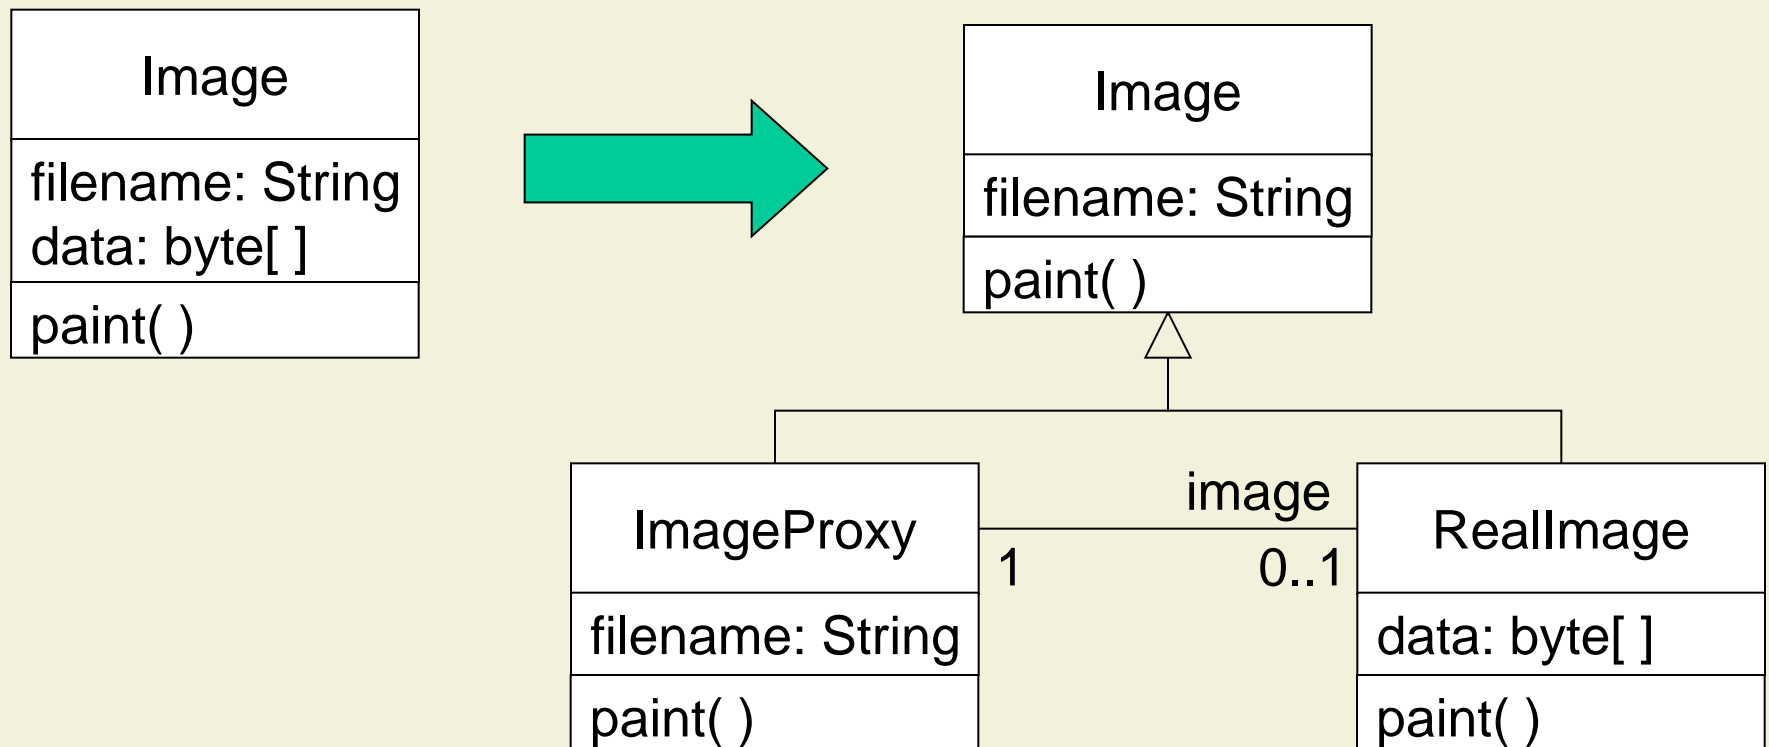 Image
filename: String
data: byte[ ]
paint( )
Image
filename: String
paint( )
ImageProxy
filename: String
paint( )
image
1
0..1
RealImage
data: byte[ ]
paint( )